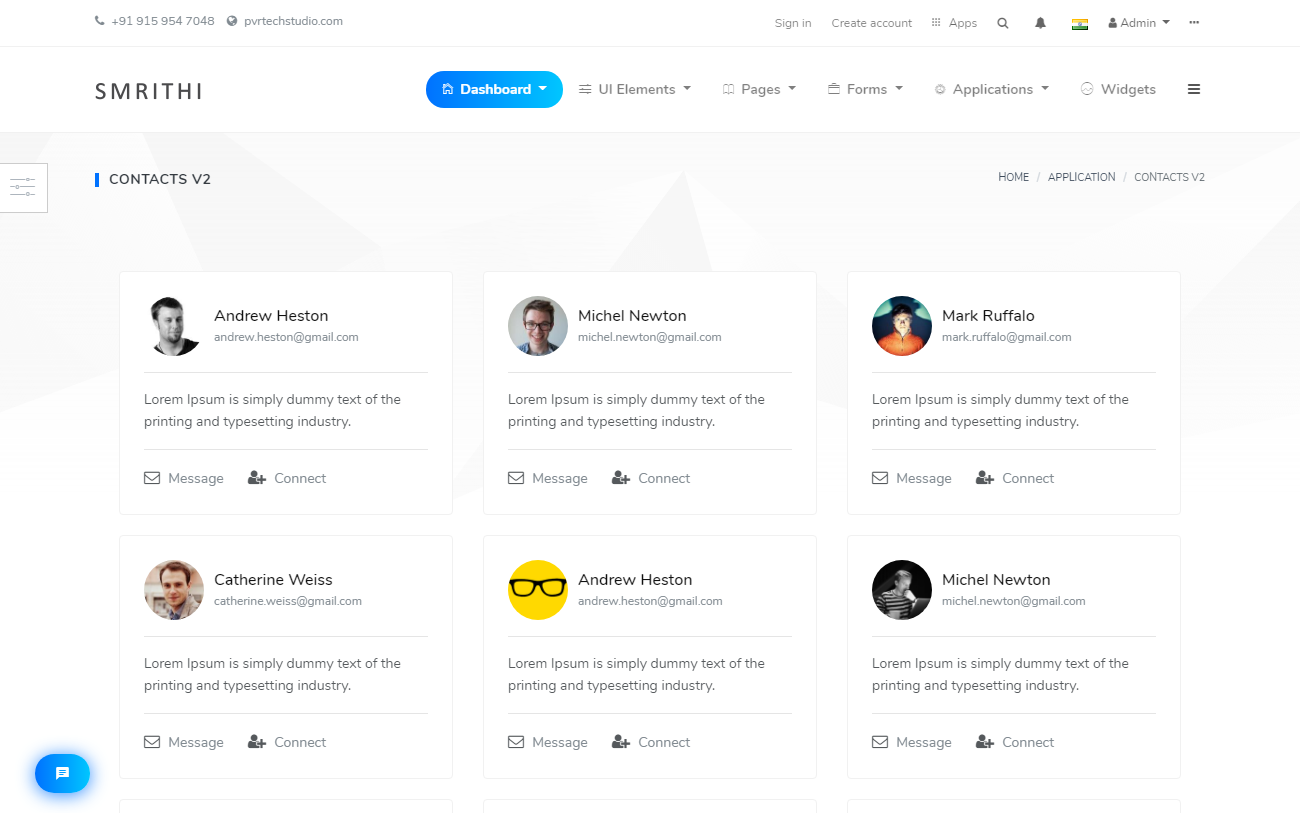 +91 915 954 7048 pvrtechstudio.com Sign in Create account Apps Admin
SMRITHI Dashboard UI Elements Pages Forms Applications Widgets
CONTACTS V2 HOME / APPLICATION / CONTACTS V2
Andrew Heston
andrew.heston@gmail.com
Lorem Ipsum is simply dummy text of the
printing and typesetting industry.
Message Connect
Michel Newton
michel.newton@gmail.com
Lorem Ipsum is simply dummy text of the
printing and typesetting industry.
Message Connect
Mark Ruffalo
mark.ruffalo@gmail.com
Lorem Ipsum is simply dummy text of the
printing and typesetting industry.
Message Connect
Catherine Weiss
catherine.weiss@gmail.com
Lorem Ipsum is simply dummy text of the
printing and typesetting industry.
Message Connect
Andrew Heston
andrew.heston@gmail.com
Lorem Ipsum is simply dummy text of the
printing and typesetting industry.
Message Connect
Michel Newton
michel.newton@gmail.com
Lorem Ipsum is simply dummy text of the
printing and typesetting industry.
Message Connect